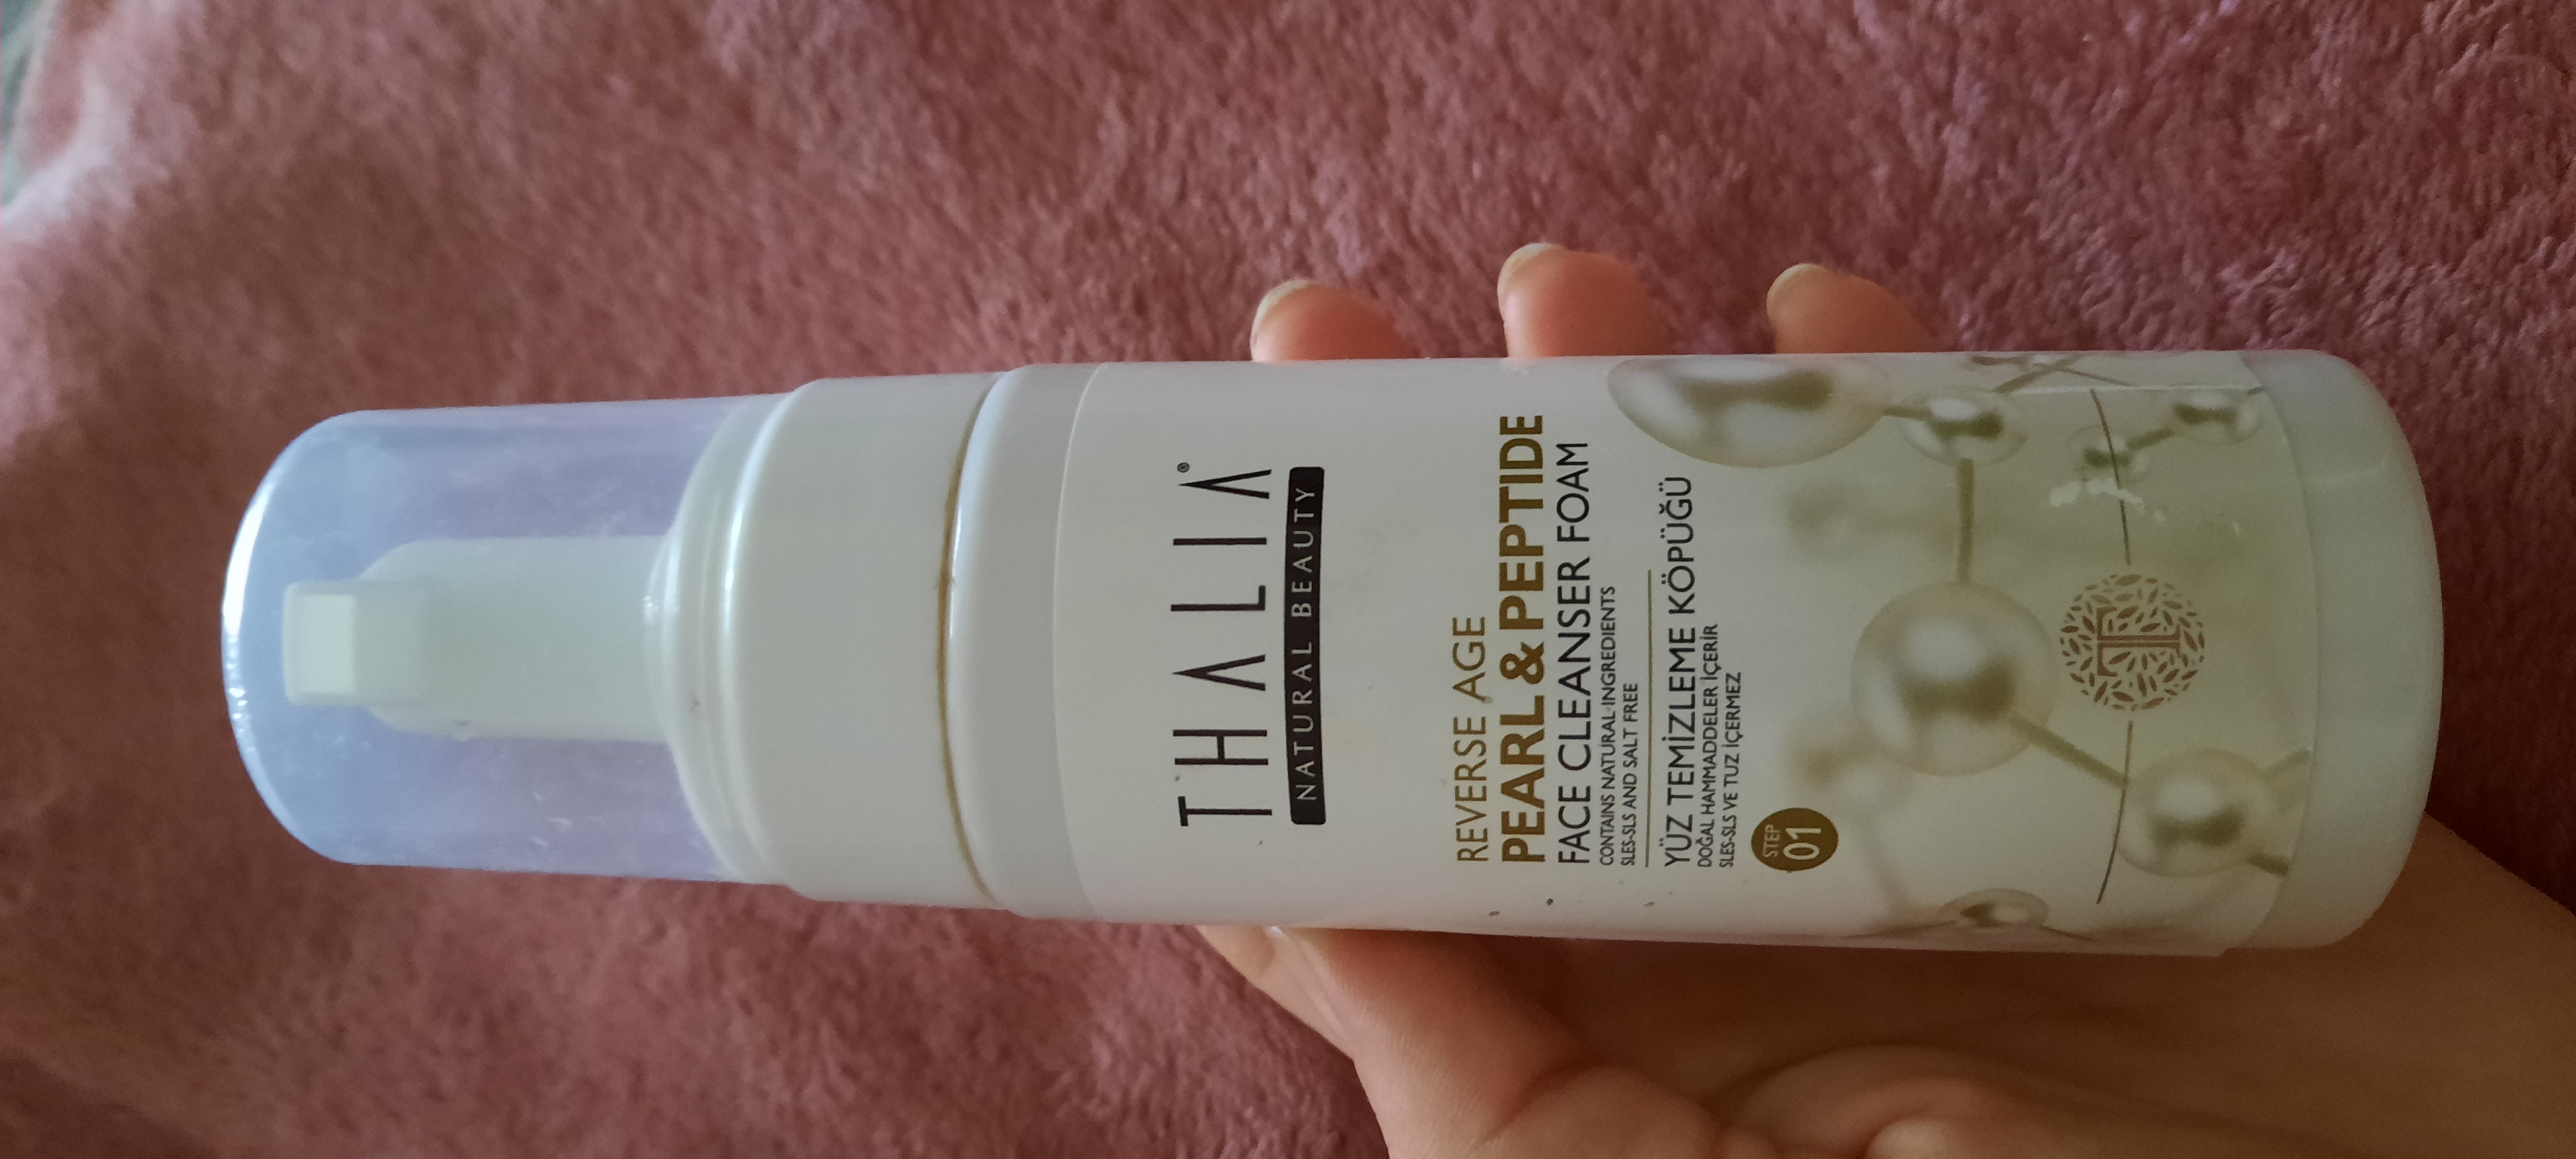 THALIA®
NATURAL BEAUTY
REVERSE AGE
PEARL & PEPTIDE
FACE CLEANSER FOAM
CONTAINS NATURAL INGREDIENTS
SLES-SLS AND SALT FREE
YÜZ TEMİZLEME KÖPÜĞÜ
DOĞAL HAMMADDELER İÇERİR
SLES-SLS VE TUZ İÇERMEZ
STEP
01
T